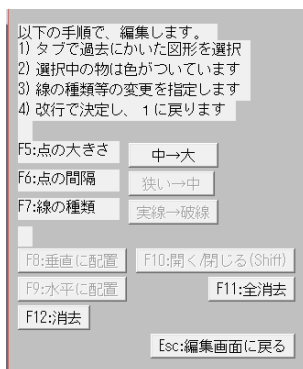 以下の手順で、編集します。
1) タブで過去にかいた図形を選択
2) 選択中の物は色がついています
3) 線の種類等の変更を指定します
4) 改行で決定し、１に戻ります
F5:点の大きさ 中→大
F6:点の間隔 狭い→中
F7:線の種類 実線→破線
F8:垂直に配置 F10:開く/閉じる(Shift)
F9:水平に配置 F11:全消去
F12:消去
Esc:編集画面に戻る